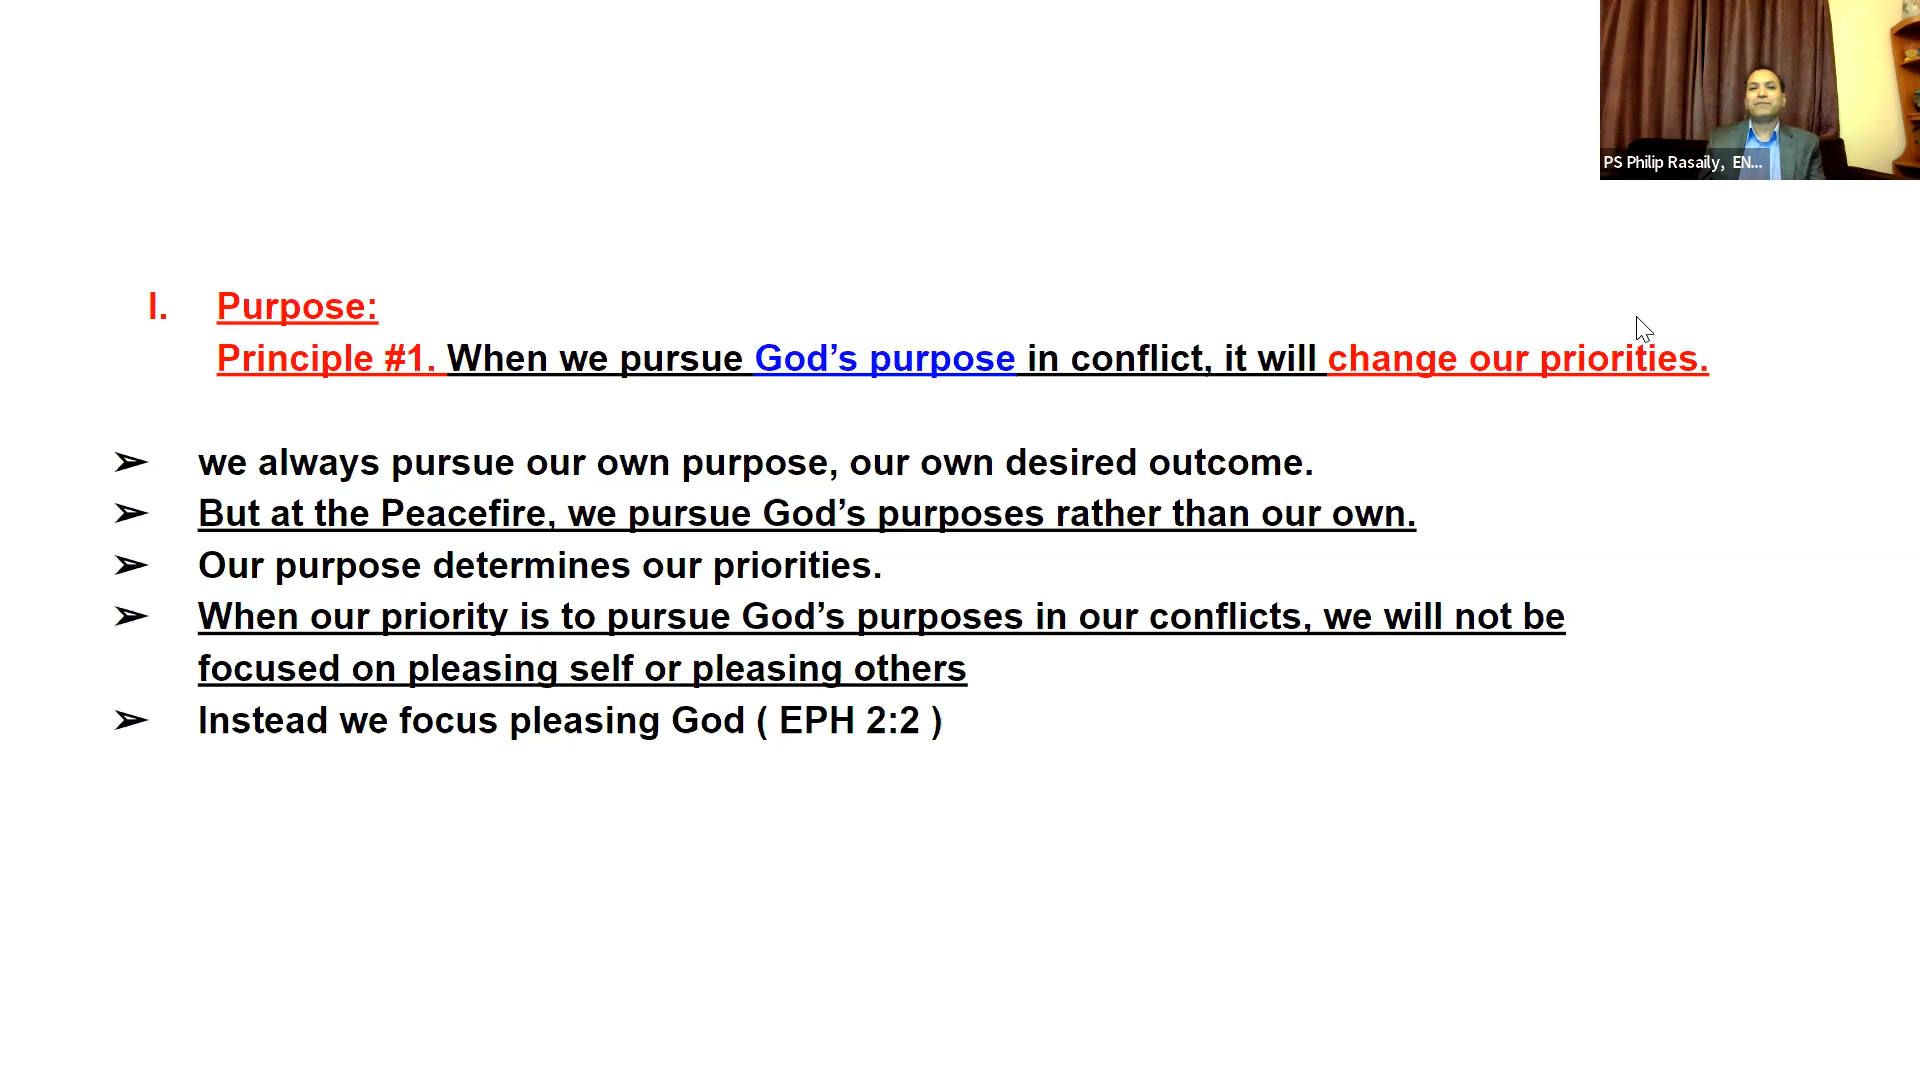 PS Philip Rasaily, EN...
I. Purpose:
Principle #1. When we pursue God’s purpose in conflict, it will change our priorities.
➢ we always pursue our own purpose, our own desired outcome.
➢ But at the Peacefire, we pursue God’s purposes rather than our own.
➢ Our purpose determines our priorities.
➢ When our priority is to pursue God’s purposes in our conflicts, we will not be
focused on pleasing self or pleasing others
➢ Instead we focus pleasing God ( EPH 2:2 )